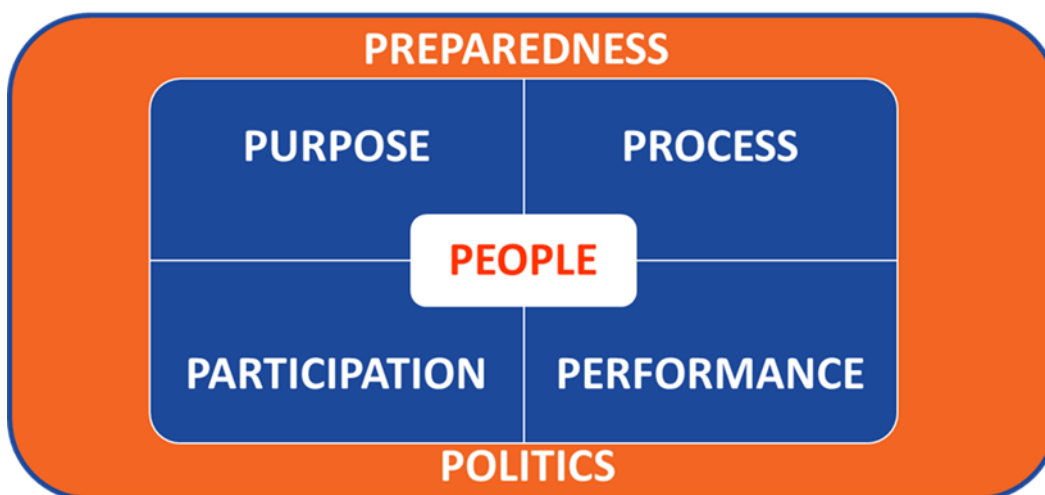 PREPAREDNESS
PURPOSE PROCESS
PEOPLE
PARTICIPATION PERFORMANCE
POLITICS